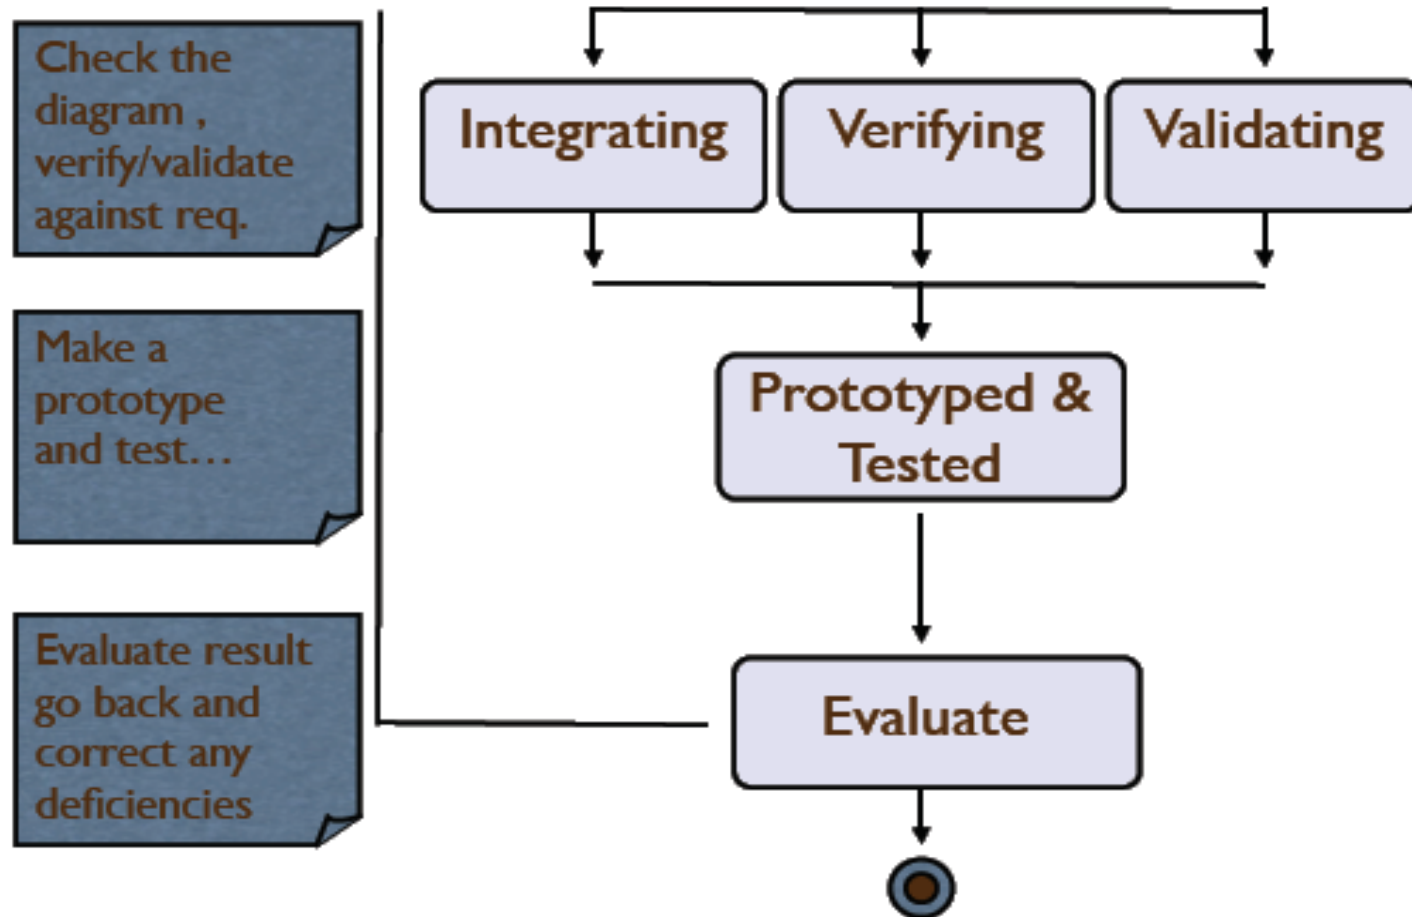 Check the
diagram ,
verify/validate
against req.
Integrating
Verifying
Validating
Make a
prototype
and test...
Prototyped &
Tested
Evaluate result
go back and
correct any
deficiencies
Evaluate